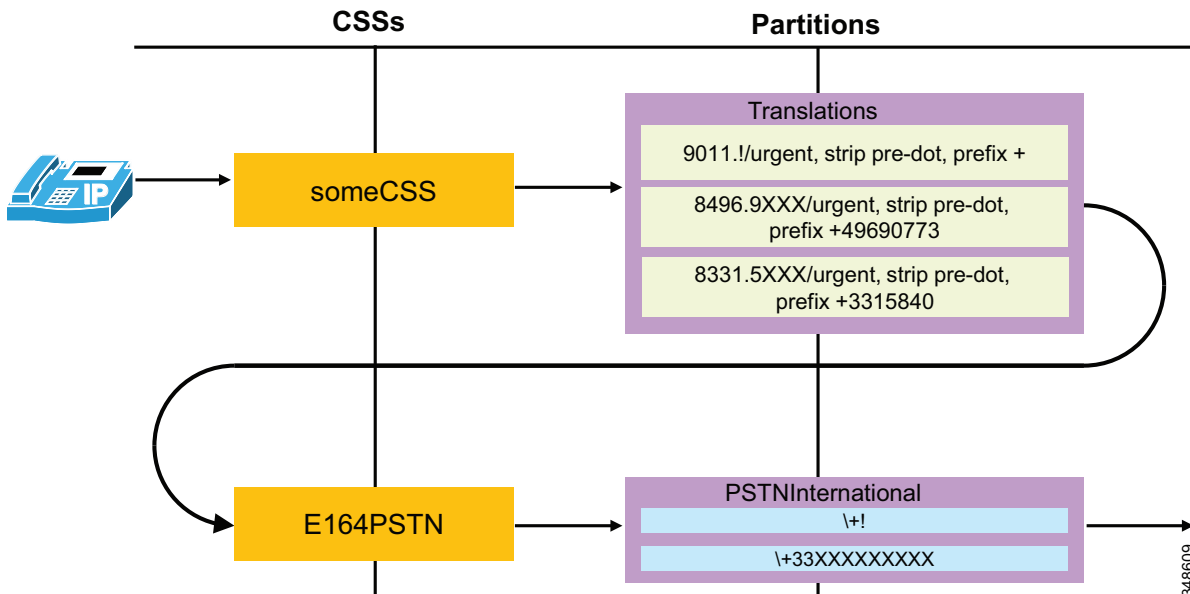 CSSs
Partitions
Translations
9011.!/urgent, strip pre-dot, prefix +
IP
someCSS
8496.9XXX/urgent, strip pre-dot,
prefix +49690773
8331.5XXX/urgent, strip pre-dot,
prefix +3315840
E164PSTN
PSTNInternational
\+!
\+33XXXXXXXXX
348609